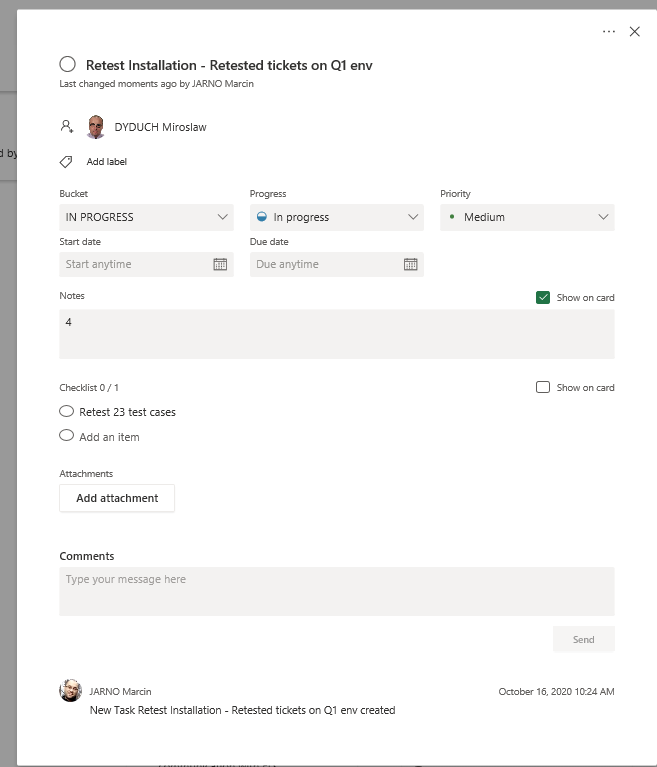 Retest Installation - Retested tickets on Q1 env
Last changed moments ago by JARNO Marcin
d by
DYDUCH Miroslaw
Add label
Bucket Progress Priority
IN PROGRESS In progress Medium
Start date Due date
Start anytime Due anytime
Notes Show on card
4
Checklist 0 / 1 Show on card
Retest 23 test cases
Add an item
Attachments
Add attachment
Comments
Type your message here
Send
JARNO Marcin October 16, 2020 10:24 AM
New Task Retest Installation - Retested tickets on Q1 env created